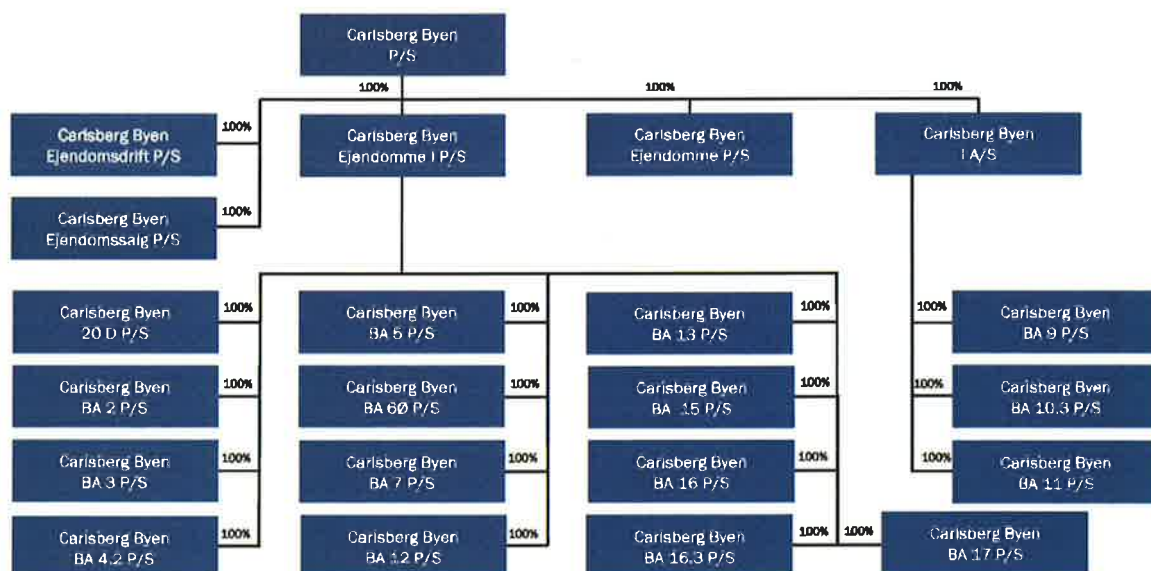 Carlsberg Byen
P/S
100%
100%
100%
100%
Carlsberg Byen
Ejendomsdrift P/S
100%
Carlsberg Byen
Ejendomme I P/S
Carlsberg Byen
Ejendomme P/S
Carlsberg Byen
I A/S
Carlsberg Byen
Ejendomssalg P/S
100%
Carlsberg Byen
20 D P/S
100%
Carlsberg Byen
BA 5 P/S
100%
Carlsberg Byen
BA 13 P/S
100%
100%
Carlsberg Byen
BA 9 P/S
Carlsberg Byen
BA 2 P/S
100%
Carlsberg Byen
BA 6Ø P/S
100%
Carlsberg Byen
BA 15 P/S
100%
100%
Carlsberg Byen
BA 10.3 P/S
Carlsberg Byen
BA 3 P/S
100%
Carlsberg Byen
BA 7 P/S
100%
Carlsberg Byen
BA 16 P/S
100%
100%
Carlsberg Byen
BA 11 P/S
Carlsberg Byen
BA 4.2 P/S
100%
Carlsberg Byen
BA 12 P/S
100%
Carlsberg Byen
BA 16.3 P/S
100%
100%
Carlsberg Byen
BA 17 P/S